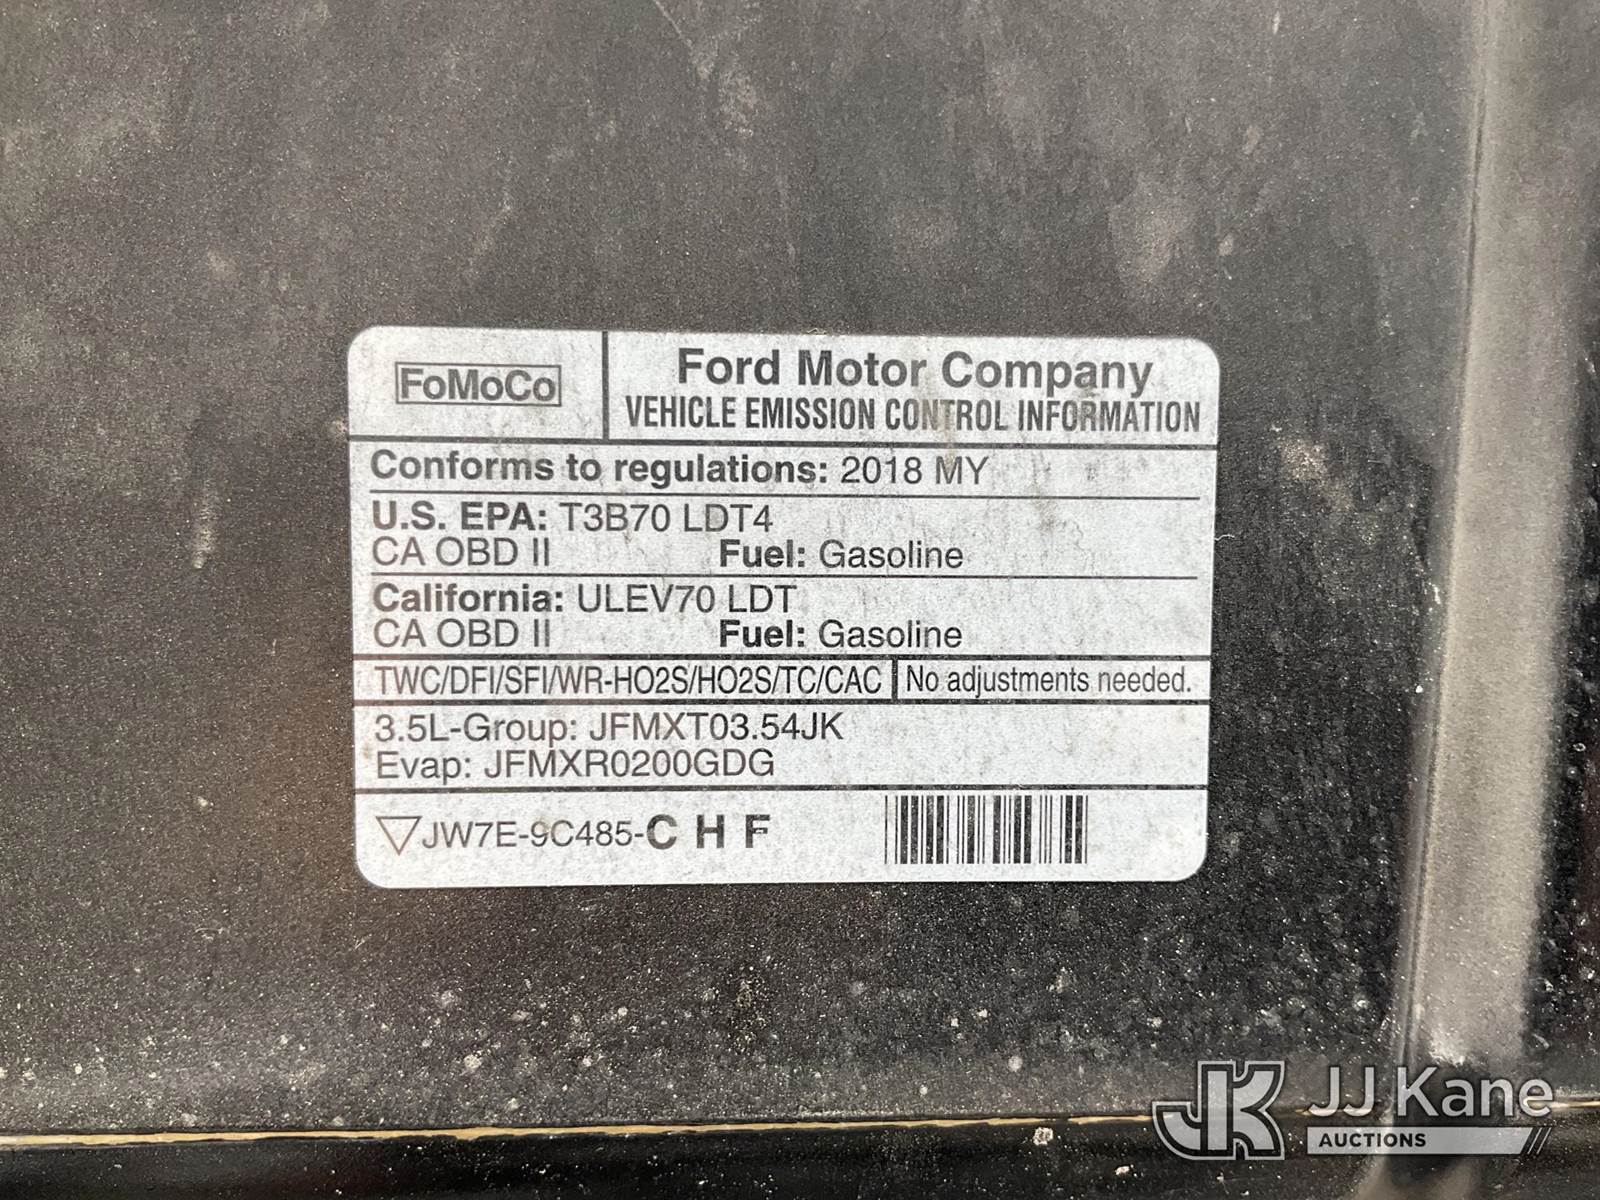 FoMoCo
Ford Motor Company
VEHICLE EMISSION CONTROL INFORMATION
Conforms to regulations: 2018 MY
U.S. EPA: T3B70 LDT4
CA OBD II Fuel: Gasoline
California: ULEV70 LDT
CA OBD II Fuel: Gasoline
TWC/DFI/SFI/WR-HO2S/HO2S/TC/CAC No adjustments needed.
3.5L-Group: JFMXT03.54JK
Evap: JFMXR0200GDG
JW7E-9C485-C H F
JK JJ Kane
AUCTIONS